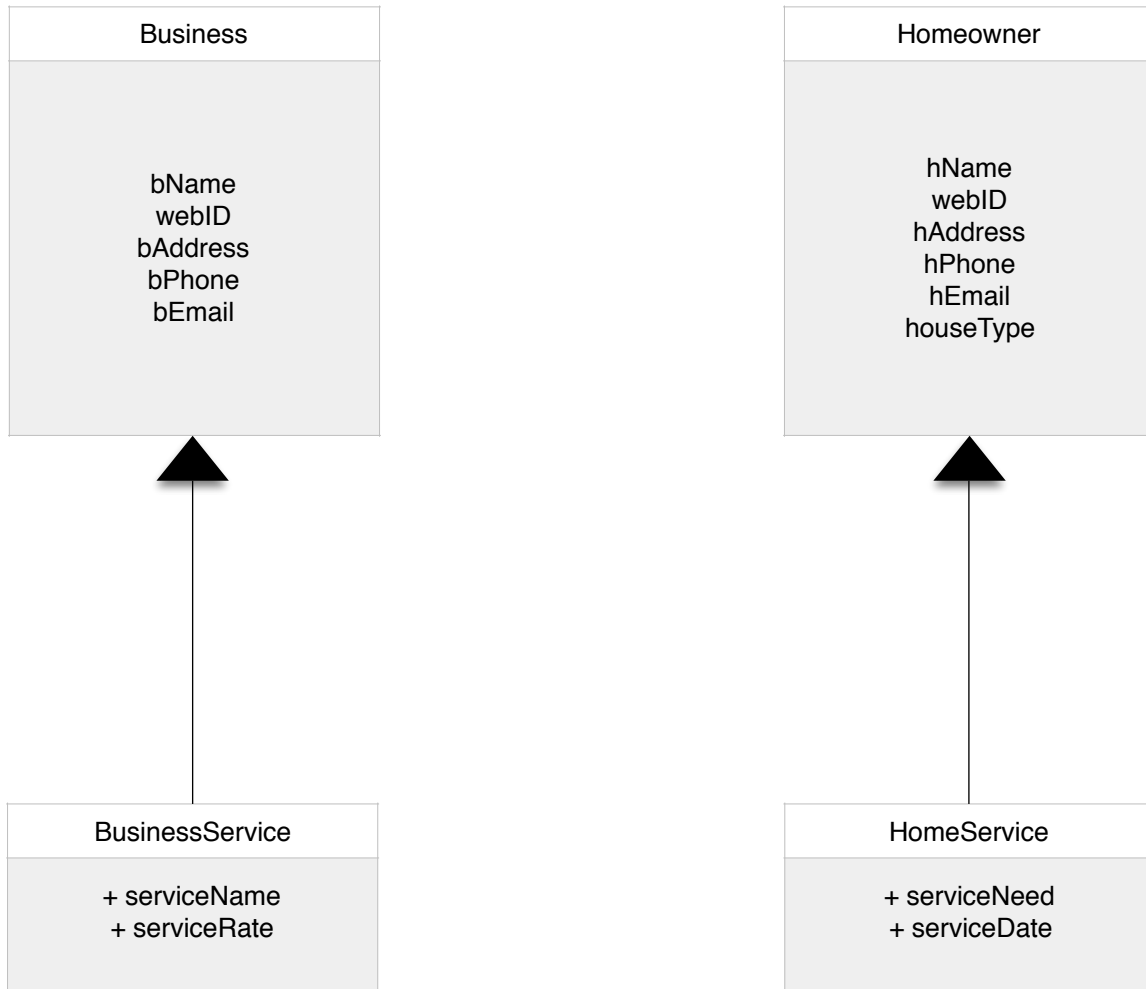 Business
bName
webID
bAddress
bPhone
bEmail
Homeowner
hName
webID
hAddress
hPhone
hEmail
houseType
BusinessService
+ serviceName
+ serviceRate
HomeService
+ serviceNeed
+ serviceDate